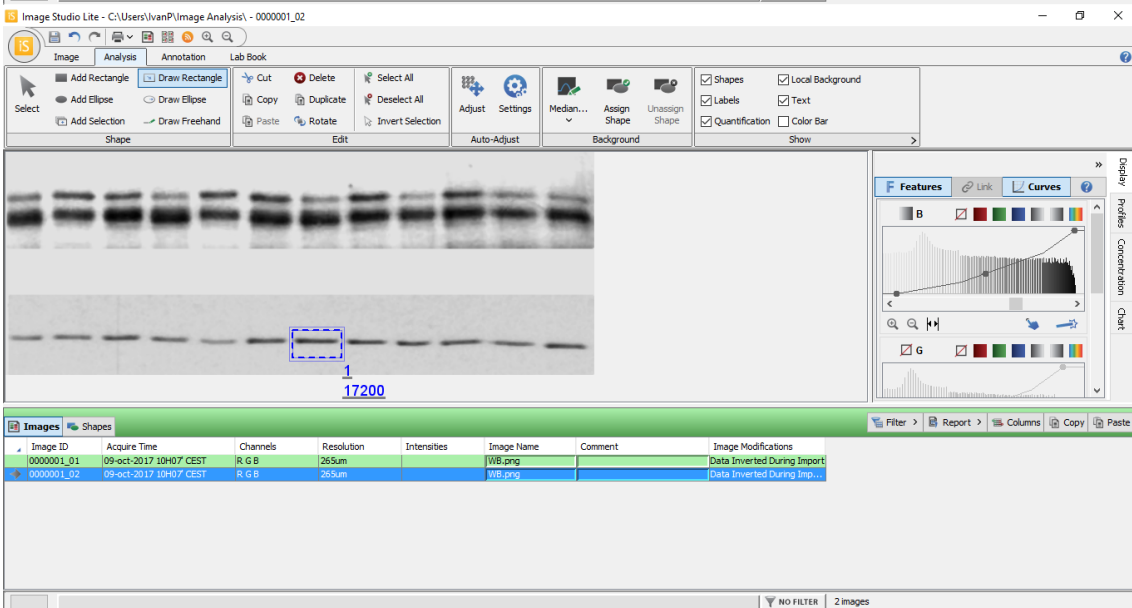 Image Studio Lite - C:\Users\IvanP\Image Analysis\ - 0000001_02
iS
Image Analysis Annotation Lab Book
Select
Add Rectangle Draw Rectangle
Add Ellipse Draw Ellipse
Add Selection Draw Freehand
Shape
Cut Delete Select All
Copy Duplicate Deselect All
Paste Rotate Invert Selection
Edit
Adjust Settings
Auto-Adjust
Median... Assign Shape Unassign Shape
Background
Shapes Local Background
Labels Text
Quantification Color Bar
Show
1
17200
Features Link Curves
B
G
Display
Profiles
Concentration
Chart
Images Shapes
Filter Report Columns Copy Paste
Image ID Acquire Time Channels Resolution Intensities Image Name Comment Image Modifications
0000001_01 09-oct-2017 10H07' CEST R G B 265um WB.png Data Inverted During Import
0000001_02 09-oct-2017 10H07' CEST R G B 265um WB.png Data Inverted During Imp...
NO FILTER 2 images